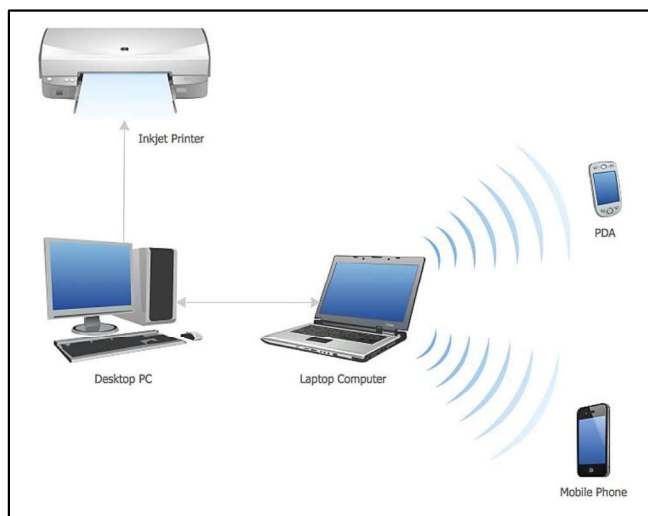 Inkjet Printer
PDA
Desktop PC
Laptop Computer
Mobile Phone